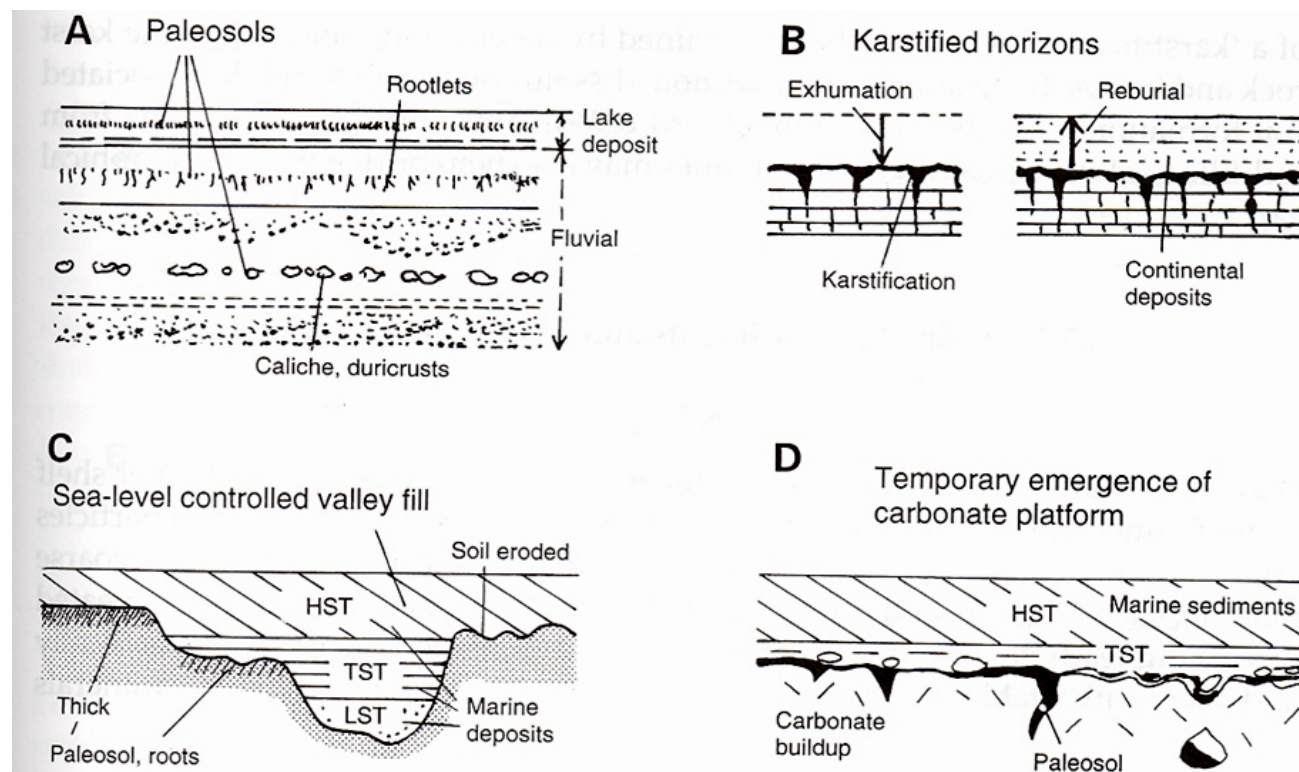 A
Paleosols
Rootlets
Lake
deposit
Fluvial
Caliche, duricrusts
B
Karstified horizons
Exhumation
Reburial
Karstification
Continental
deposits
C
Sea-level controlled valley fill
Soil eroded
HST
TST
LST
Thick
Marine
deposits
Paleosol, roots
D
Temporary emergence of
carbonate platform
HST
Marine sediments
TST
Carbonate
buildup
Paleosol